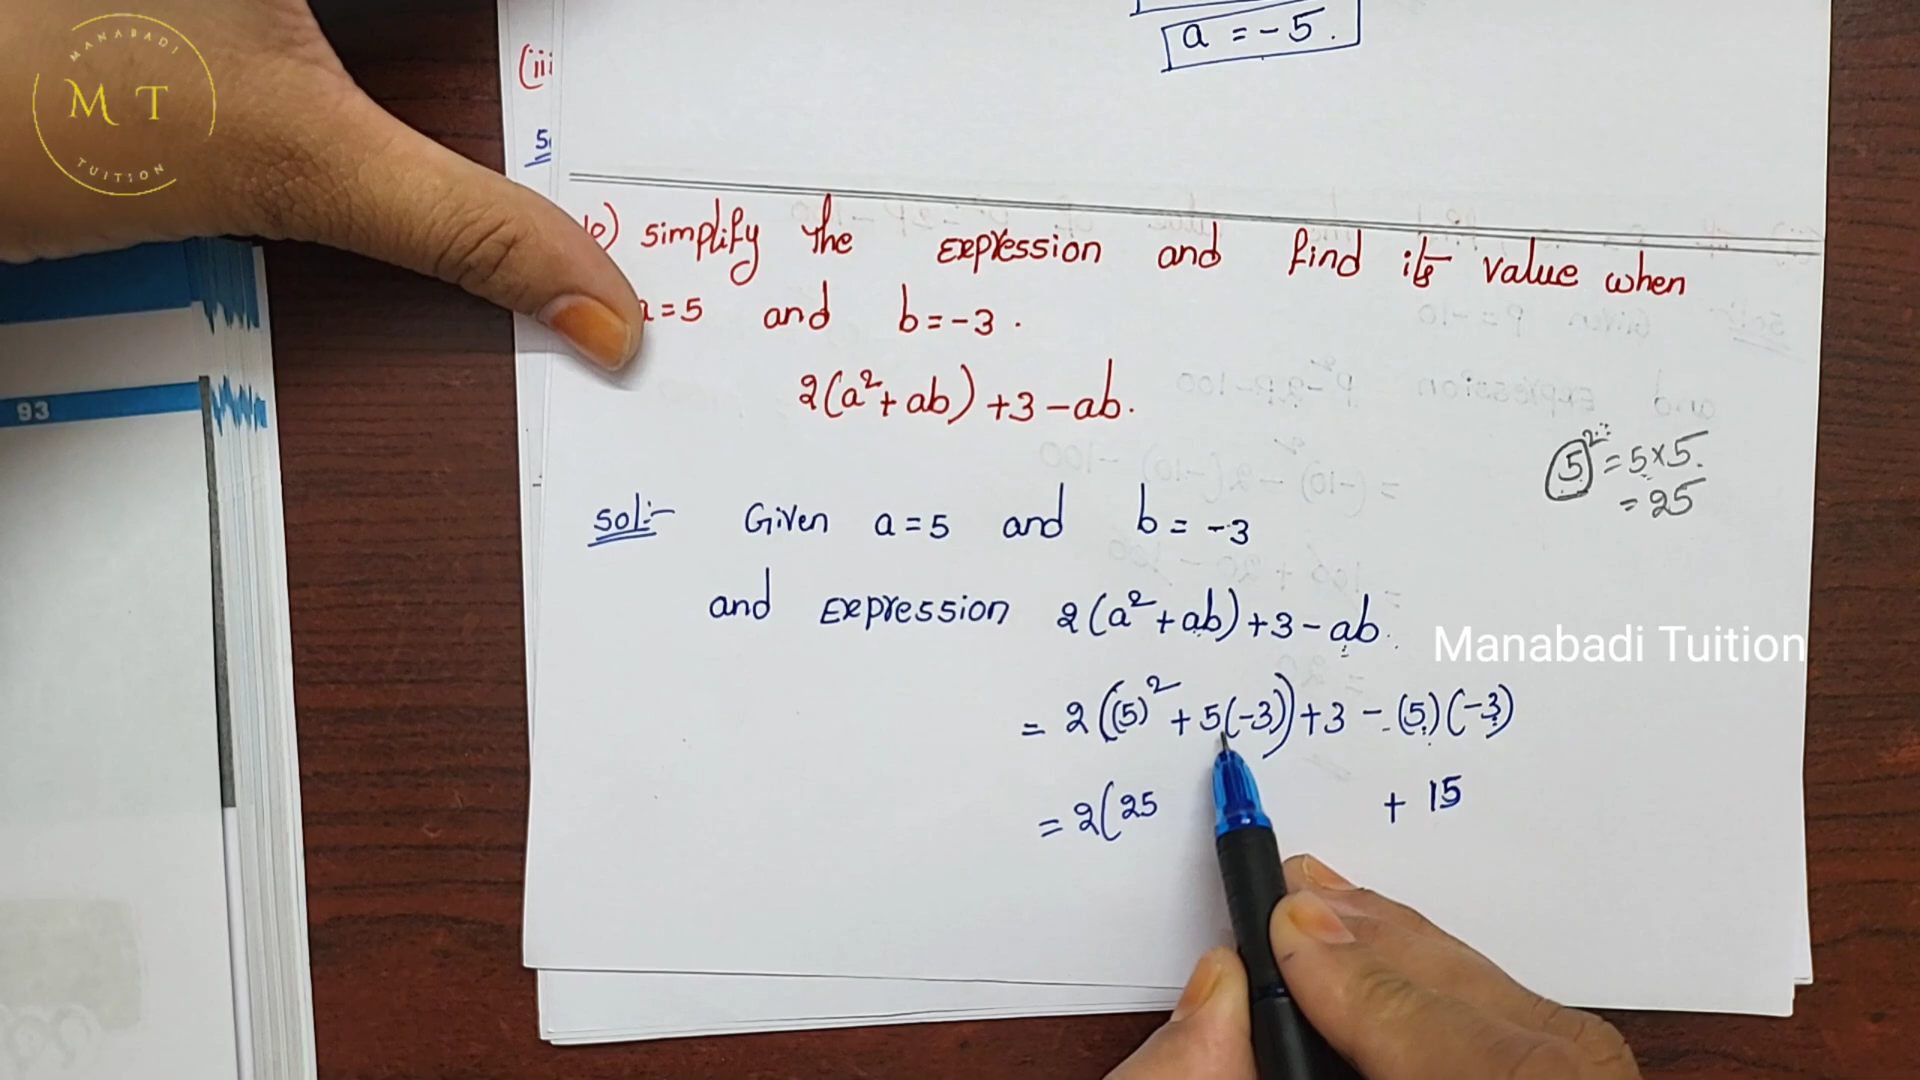 MANABADI
M T
TUITION
93
a = -5.
(iii
simplify the expression and find its value when
a=5 and b=-3.
2(a²+ab)+3-ab.
5² = 5×5.
= 25
Sol:- Given a=5 and b=-3
and expression 2(a²+ab)+3-ab.
Manabadi Tuition
= 2((5)²+5(-3))+3-(5)(-3)
= 2(25 + 15